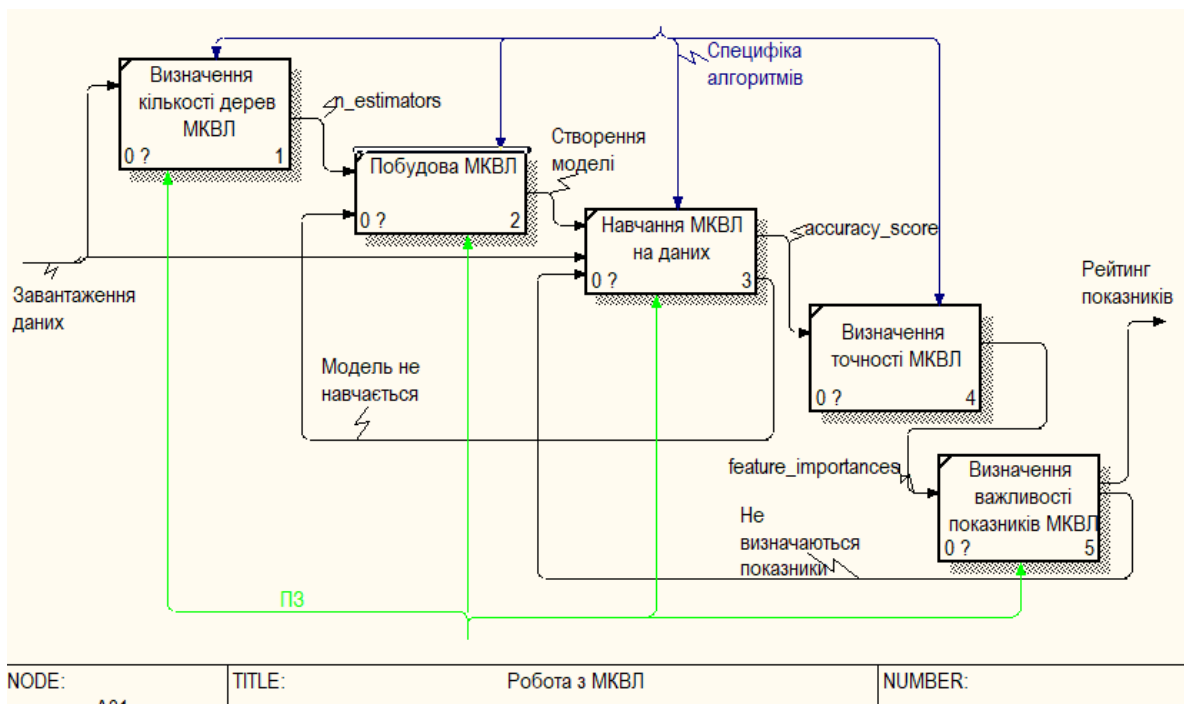 Специфіка
алгоритмів
Визначення
кількості дерев
МКВЛ
0 ?
1
n_estimators
Створення
моделі
Побудова МКВЛ
0 ?
2
Навчання МКВЛ
на даних
0 ?
3
accuracy_score
Рейтинг
показників
Завантаження
даних
Визначення
точності МКВЛ
0 ?
4
Модель не
навчається
feature_importances
Визначення
важливості
показників МКВЛ
0 ?
5
Не
визначаються
показники
ПЗ
NODE:
TITLE:
Робота з МКВЛ
NUMBER: